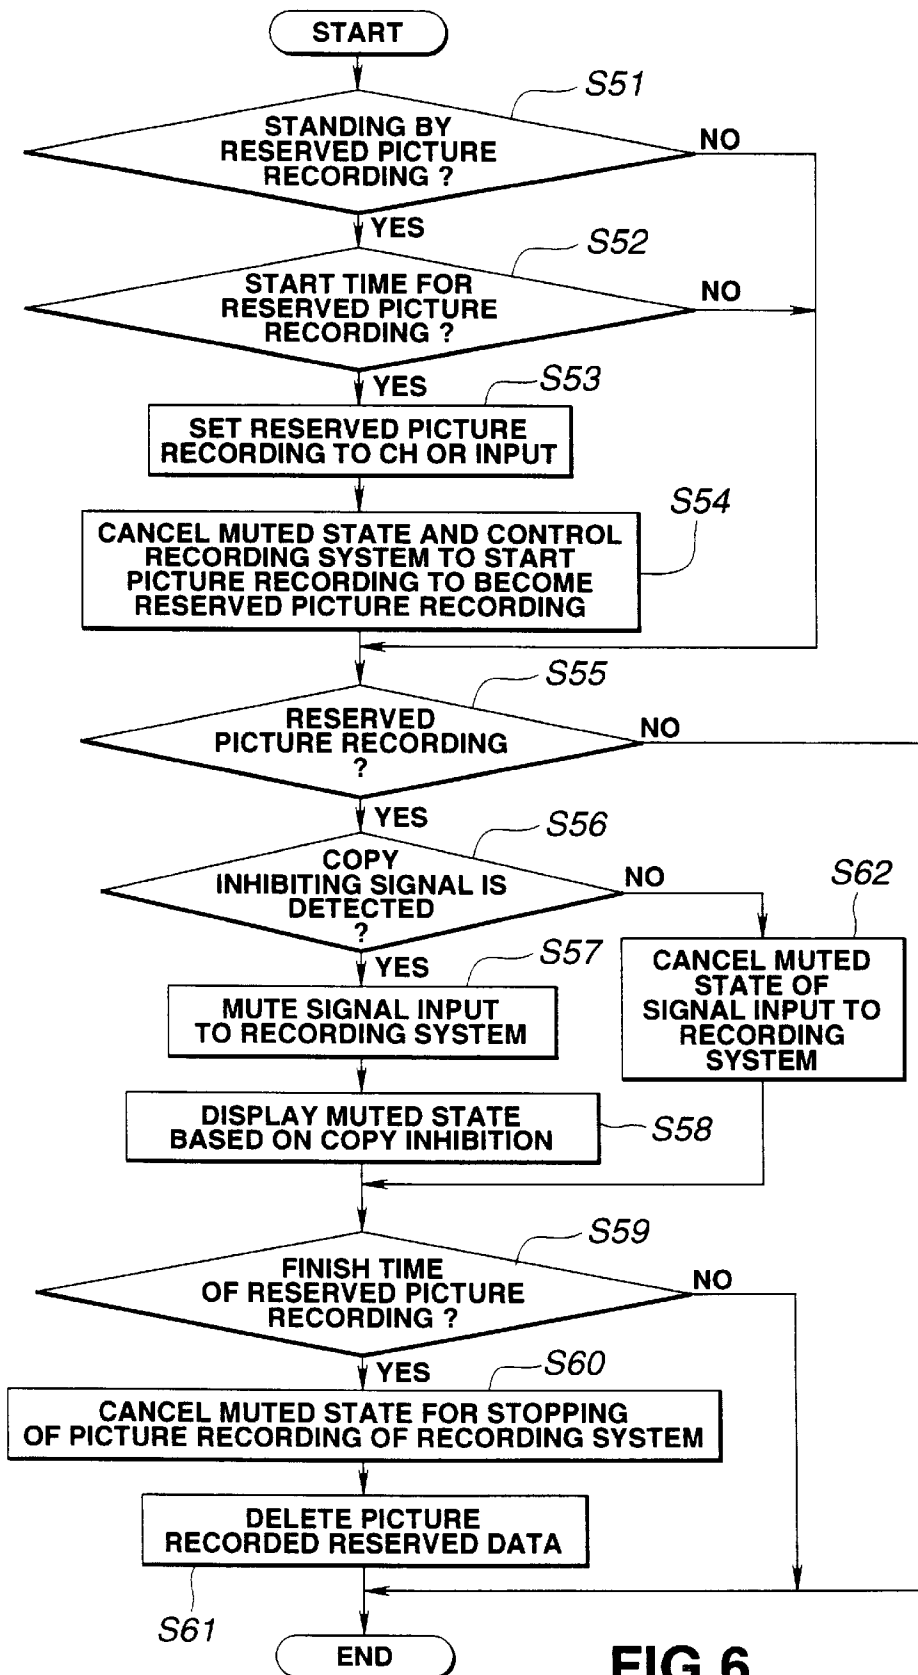 START
S51
STANDING BY
RESERVED PICTURE
RECORDING ?
NO
YES
S52
START TIME FOR
RESERVED PICTURE
RECORDING ?
NO
YES
S53
SET RESERVED PICTURE
RECORDING TO CH OR INPUT
S54
CANCEL MUTED STATE AND CONTROL
RECORDING SYSTEM TO START
PICTURE RECORDING TO BECOME
RESERVED PICTURE RECORDING
S55
RESERVED
PICTURE RECORDING
?
NO
YES
S56
COPY
INHIBITING SIGNAL IS
DETECTED
?
NO
S62
YES
S57
CANCEL MUTED
STATE OF
SIGNAL INPUT TO
RECORDING
SYSTEM
MUTE SIGNAL INPUT
TO RECORDING SYSTEM
DISPLAY MUTED STATE
BASED ON COPY INHIBITION
S58
S59
FINISH TIME
OF RESERVED PICTURE
RECORDING ?
NO
YES
S60
CANCEL MUTED STATE FOR STOPPING
OF PICTURE RECORDING OF RECORDING SYSTEM
DELETE PICTURE
RECORDED RESERVED DATA
S61
END
FIG.6